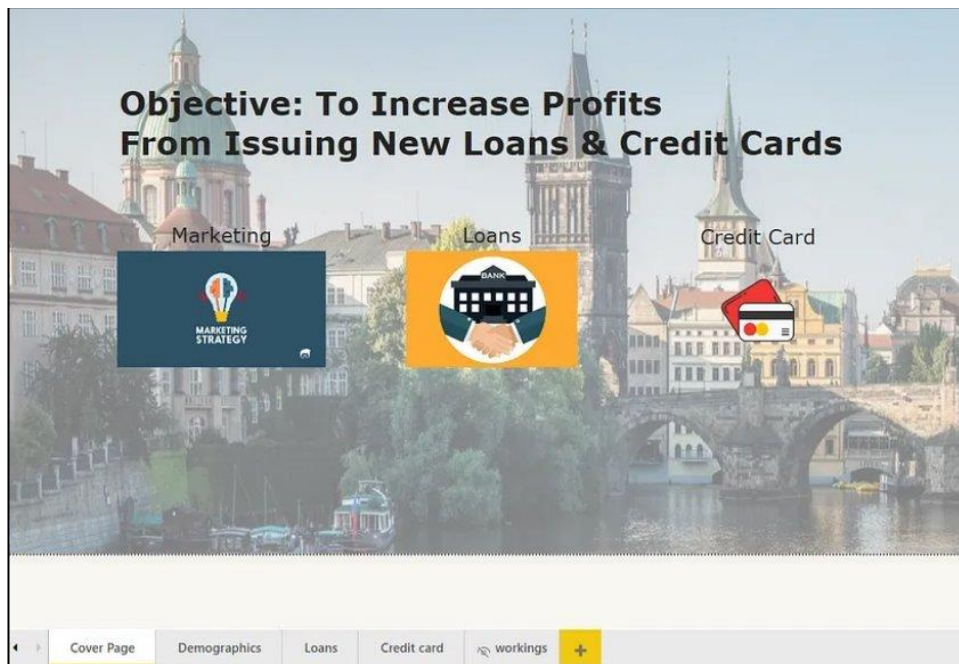 Objective: To Increase Profits
From Issuing New Loans & Credit Cards
Marketing
Loans
Credit Card
MARKETING
STRATEGY
BANK
Cover Page
Demographics
Loans
Credit card
workings
+